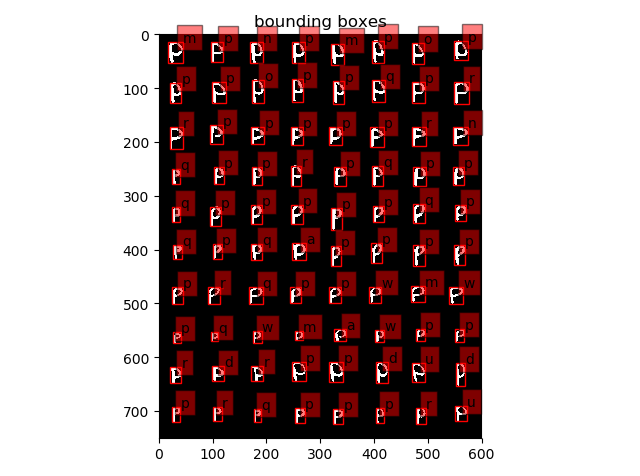 bounding boxes
m p n p m p o p
0
P P P P P P P P
p p o p p q p r
100
P P P P P P P P
r p p p p p r n
200
P P P P P P P P
q p p r p q p p
P P P P P P P P
300
q p p p p p q p
P P P P P P P P
q p q a p p p p
400
P P P P P P P P
p r q p p w m w
P P P P P P P P
500
p q w m a w p p
P P P P P P P P
600
r d r p p d u d
P P P P P P P P
p r q p p p r u
700
P P P P P P P P
0 100 200 300 400 500 600